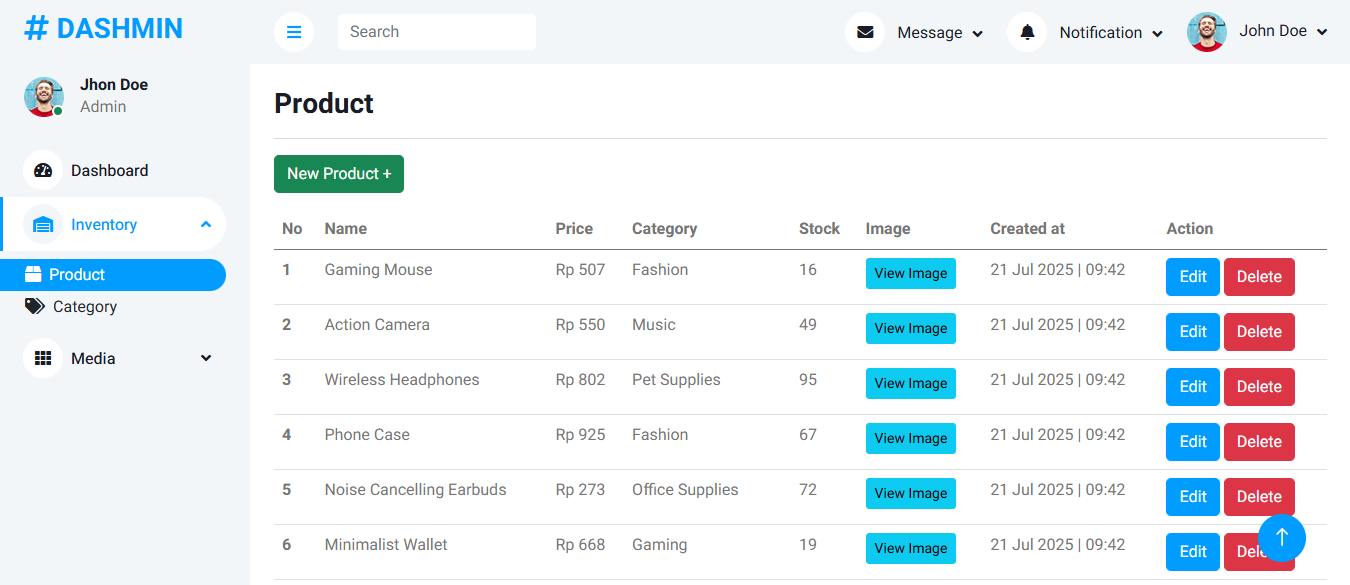 # DASHMIN
Search
Message
Notification
John Doe
Jhon Doe
Admin
Dashboard
Inventory
Product
Category
Media
Product
New Product +
No Name Price Category Stock Image Created at Action
1 Gaming Mouse Rp 507 Fashion 16 View Image 21 Jul 2025 | 09:42 Edit Delete
2 Action Camera Rp 550 Music 49 View Image 21 Jul 2025 | 09:42 Edit Delete
3 Wireless Headphones Rp 802 Pet Supplies 95 View Image 21 Jul 2025 | 09:42 Edit Delete
4 Phone Case Rp 925 Fashion 67 View Image 21 Jul 2025 | 09:42 Edit Delete
5 Noise Cancelling Earbuds Rp 273 Office Supplies 72 View Image 21 Jul 2025 | 09:42 Edit Delete
6 Minimalist Wallet Rp 668 Gaming 19 View Image 21 Jul 2025 | 09:42 Edit